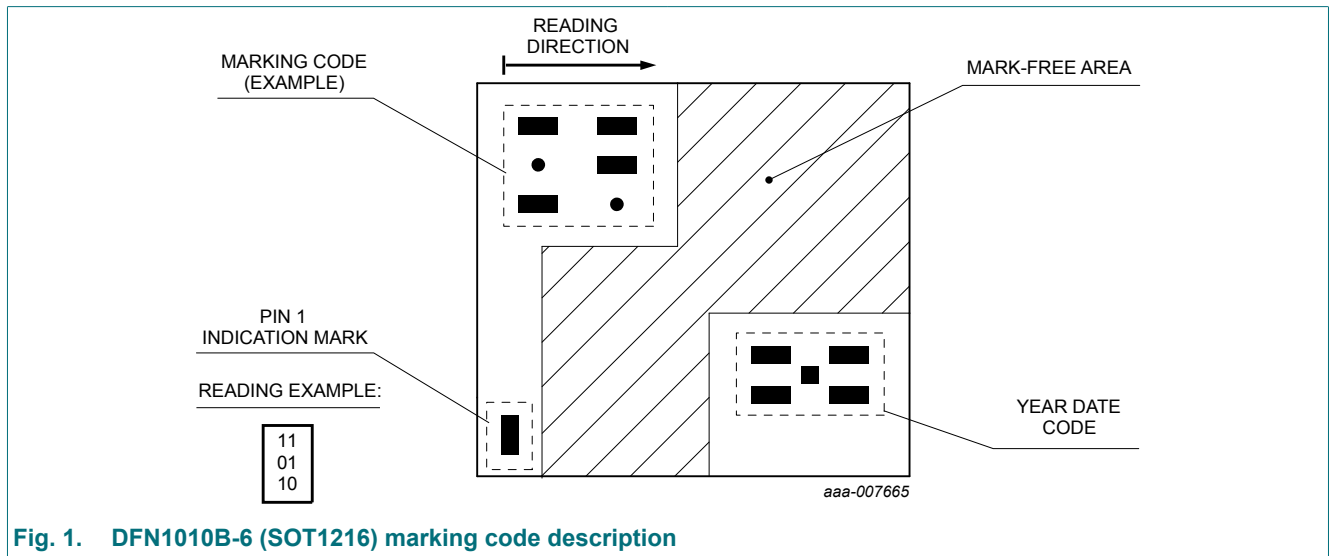 READING
DIRECTION
MARKING CODE
(EXAMPLE)
MARK-FREE AREA
PIN 1
INDICATION MARK
READING EXAMPLE:
11
01
10
YEAR DATE
CODE
aaa-007665
Fig. 1. DFN1010B-6 (SOT1216) marking code description